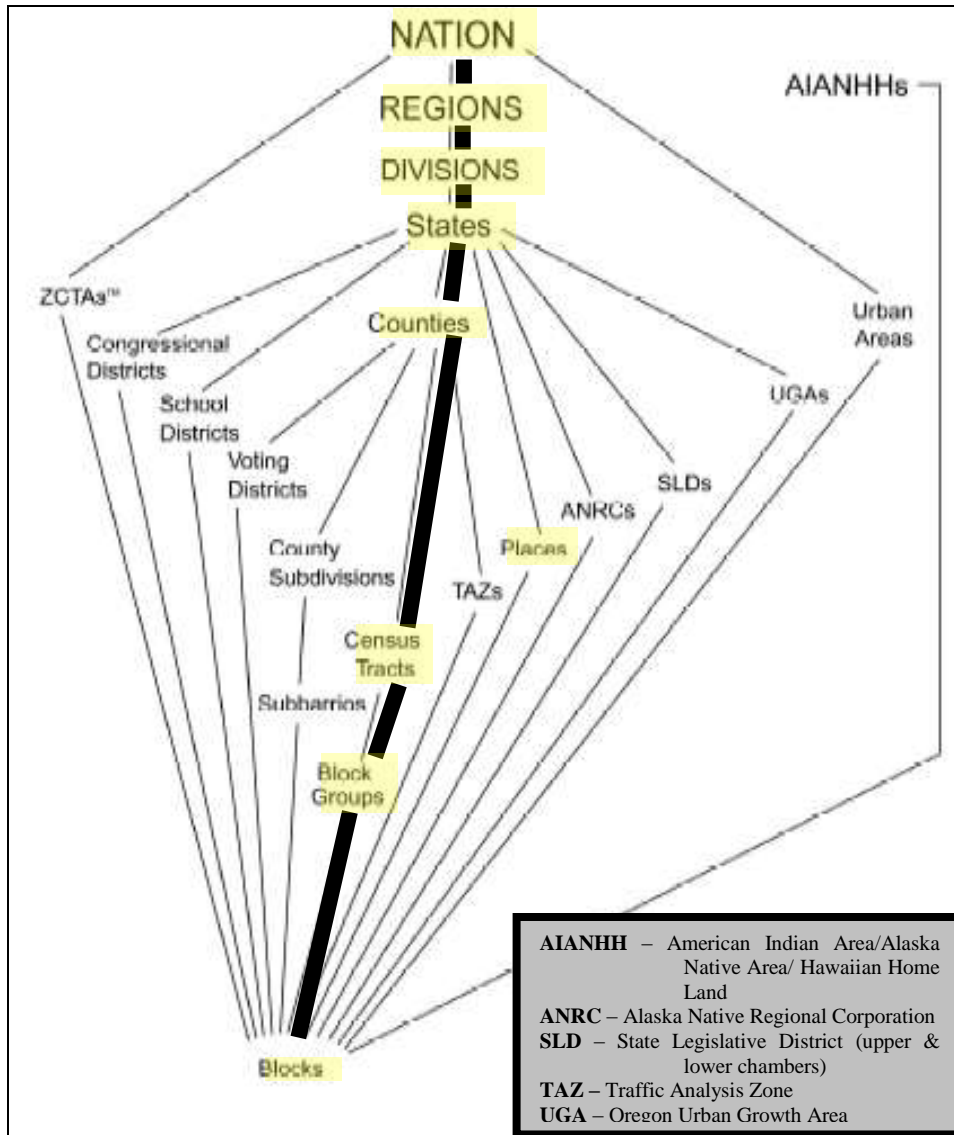 NATION
AIANHHs
REGIONS
DIVISIONS
States
ZCTAs™
Urban
Areas
Counties
Congressional
Districts
School
Districts
UGAs
Voting
Districts
SLDs
ANRCs
County
Subdivisions
Places
TAZs
Census
Tracts
Subbarrios
Block
Groups
Blocks
AIANHH – American Indian Area/Alaska
Native Area/ Hawaiian Home
Land
ANRC – Alaska Native Regional Corporation
SLD – State Legislative District (upper &
lower chambers)
TAZ – Traffic Analysis Zone
UGA – Oregon Urban Growth Area